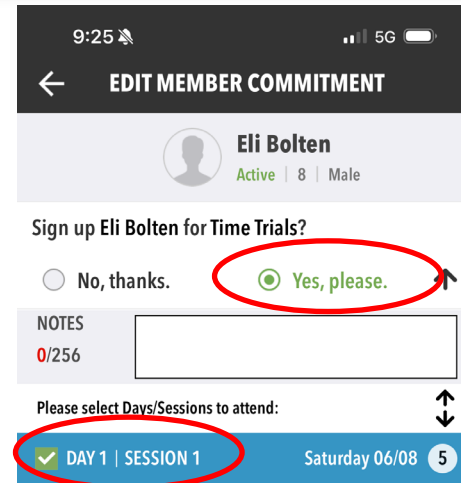 9:25 5G
EDIT MEMBER COMMITMENT
Eli Bolten
Active | 8 | Male
Sign up Eli Bolten for Time Trials?
No, thanks. Yes, please.
NOTES
0/256
Please select Days/Sessions to attend:
DAY 1 | SESSION 1 Saturday 06/08 5